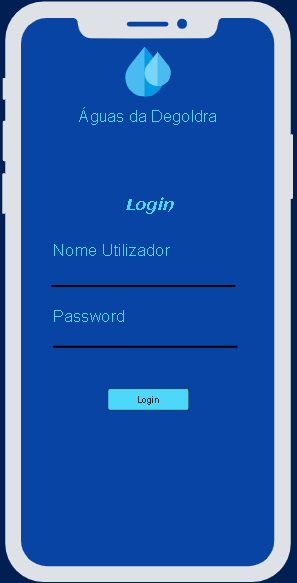 Águas da Degoldra
Login
Nome Utilizador
Password
Login